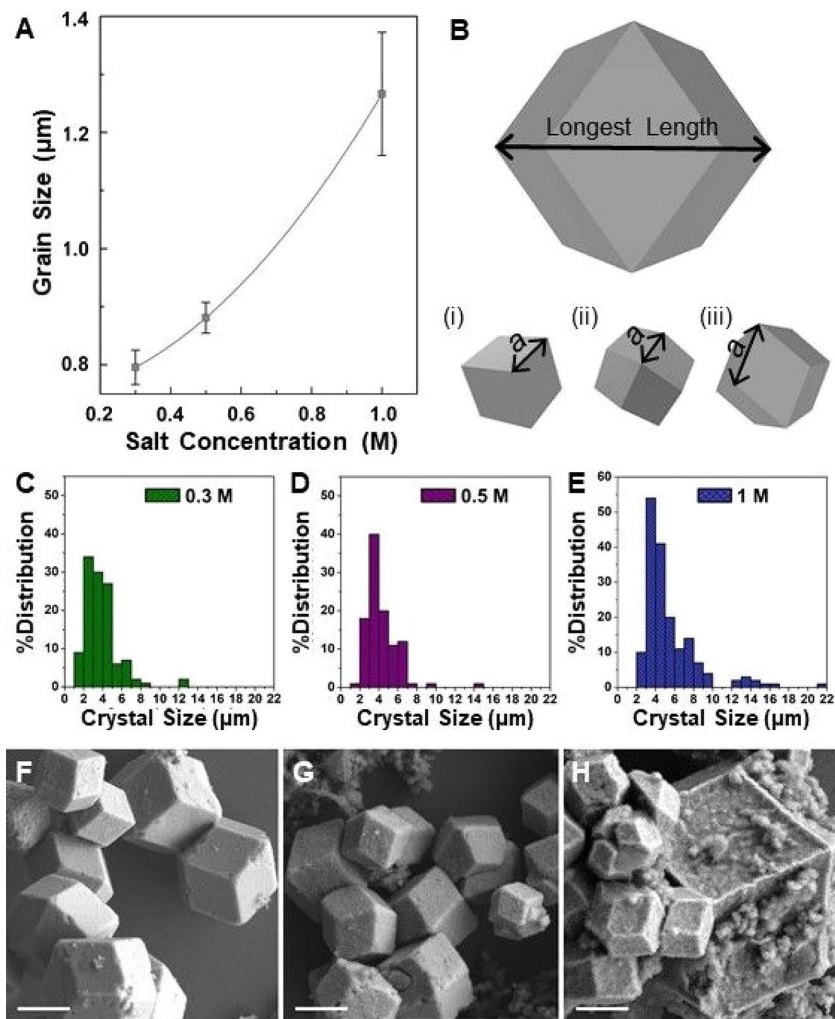 A
1.4
1.2
1.0
0.8
Grain Size (µm)
0.2 0.4 0.6 0.8 1.0
Salt Concentration (M)
B
Longest Length
(i)
a
(ii)
a
(iii)
a
C
0.3 M
50
40
30
20
10
0
%Distribution
0 2 4 6 8 10 12 14 16 18 20 22
Crystal Size (µm)
D
0.5 M
50
40
30
20
10
0
%Distribution
0 2 4 6 8 10 12 14 16 18 20 22
Crystal Size (µm)
E
1 M
60
50
40
30
20
10
0
%Distribution
0 2 4 6 8 10 12 14 16 18 20 22
Crystal Size (µm)
F
G
H